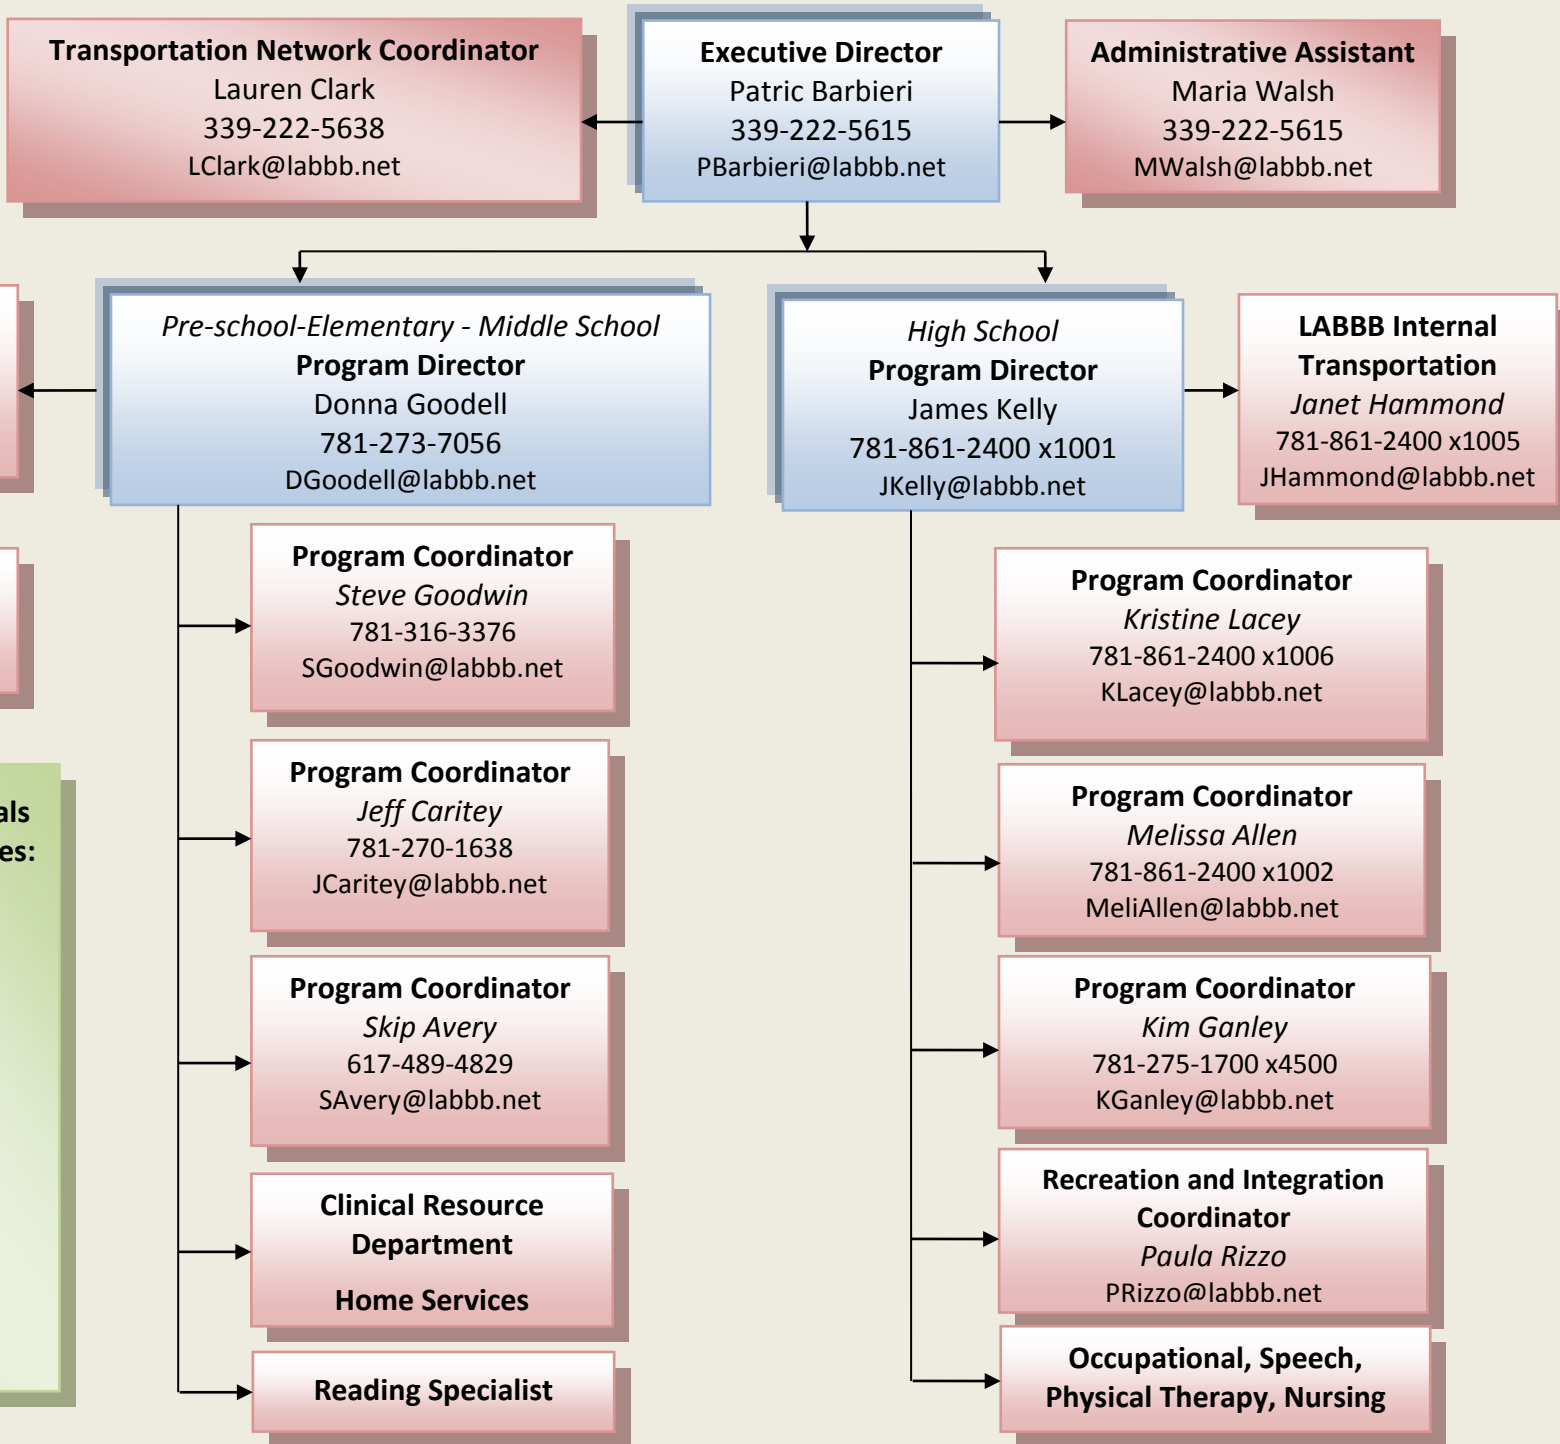 Transportation Network Coordinator
Lauren Clark
339-222-5638
LClark@labbb.net
Executive Director
Patric Barbieri
339-222-5615
PBarbieri@labbb.net
Administrative Assistant
Maria Walsh
339-222-5615
MWalsh@labbb.net
Pre-school-Elementary - Middle School
Program Director
Donna Goodell
781-273-7056
DGoodell@labbb.net
High School
Program Director
James Kelly
781-861-2400 x1001
JKelly@labbb.net
LABBB Internal
Transportation
Janet Hammond
781-861-2400 x1005
JHammond@labbb.net
Program Coordinator
Steve Goodwin
781-316-3376
SGoodwin@labbb.net
Program Coordinator
Jeff Caritey
781-270-1638
JCaritey@labbb.net
Program Coordinator
Skip Avery
617-489-4829
SAvery@labbb.net
Clinical Resource
Department
Home Services
Reading Specialist
Program Coordinator
Kristine Lacey
781-861-2400 x1006
KLacey@labbb.net
Program Coordinator
Melissa Allen
781-861-2400 x1002
MeliAllen@labbb.net
Program Coordinator
Kim Ganley
781-275-1700 x4500
KGanley@labbb.net
Recreation and Integration
Coordinator
Paula Rizzo
PRizzo@labbb.net
Occupational, Speech,
Physical Therapy, Nursing
als
es: